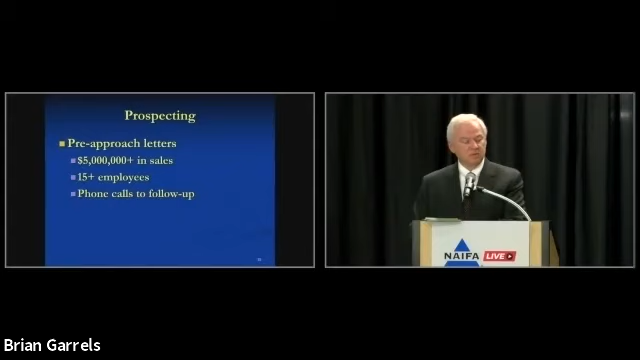 Prospecting
Pre-approach letters
$5,000,000+ in sales
15+ employees
Phone calls to follow-up
NAIFA LIVE
Brian Garrels